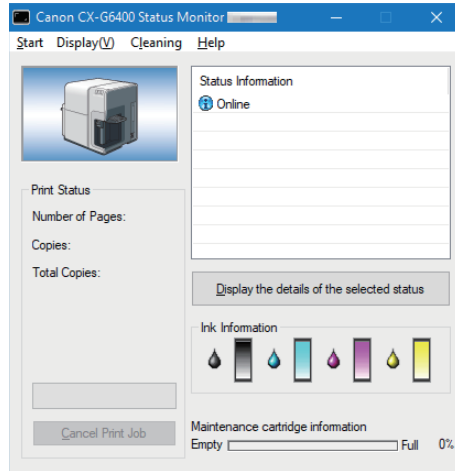 Canon CX-G6400 Status Monitor
Start Display(V) Cleaning Help
Status Information
Online
Print Status
Number of Pages:
Copies:
Total Copies:
Display the details of the selected status
Ink Information
Cancel Print Job
Maintenance cartridge information
Empty Full 0%